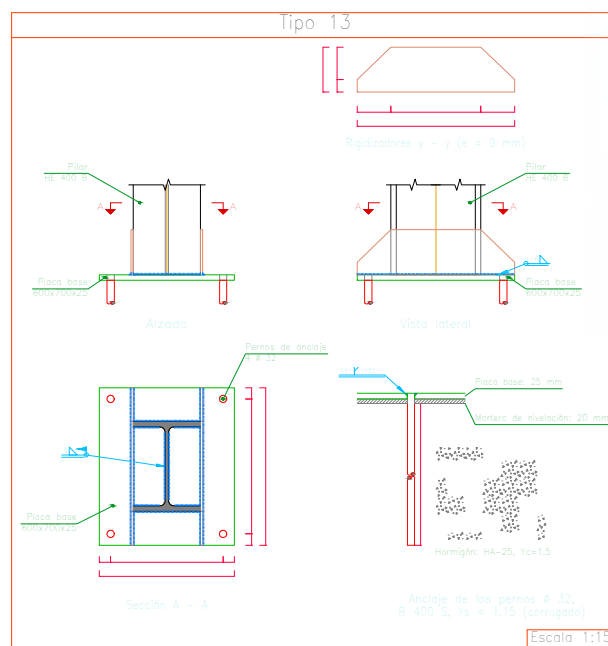 Tipo 13
Rigidizadores y - y (e = 9 mm)
Pilar
HE 400 B
A
A
Placa base
600x700x25
Alzado
Pilar
HE 400 B
A
A
Placa base
600x700x25
Vista lateral
Pernos de anclaje
4 Ø 32
Placa base
600x700x25
Sección A - A
Placa base: 25 mm
Mortero de nivelación: 20 mm
Hormigón: HA-25, Yc=1.5
Anclaje de los pernos Ø 32,
B 400 S, Ys = 1.15 (corrugado)
Escala 1:15